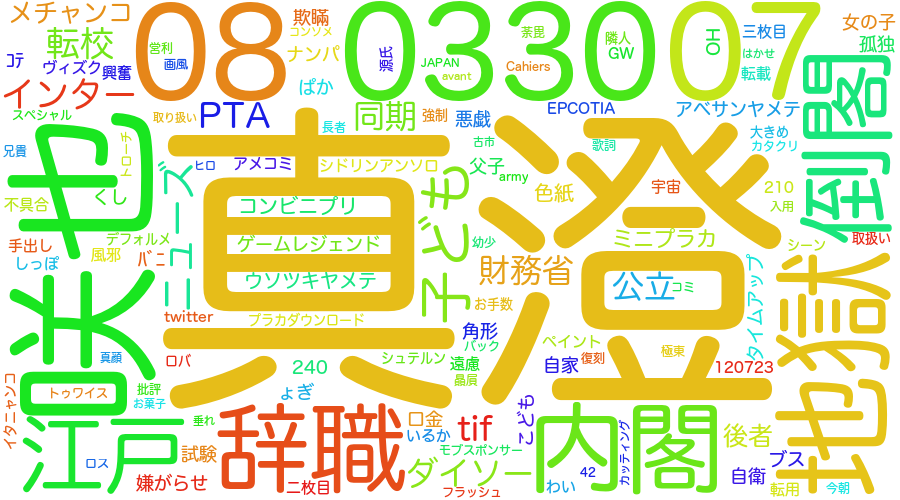 メチャンコ
転校
08
営利
画風
欺瞞
コンソメ
ナンパ
ぱか
033007
源氏
JAPAN
avant
荼毘
Cahiers
隣人
GW
HO
三枚目
はかせ
転載
女の子
孤独
倒閣
ヴィズク
興奮
インター
スペシャル
取り扱い
PTA
長者
同期
強制
悪戯
EPCOTIA
アベサンヤメテ
古市
歌詞
大きめ
カタクリ
兄貴
咲也
トローチ
ヒロ
アメコミ
シドリンアンソロ
父子
army
色紙
宇宙
210
入用
不具合
くし
ニューズ
真澄
コンビニプリ
ゲームレジェンド
ウソツキヤメテ
子ども
幼少
ミニプラカ
シーン
取扱い
手出し
しっぽ
デフォルメ
風邪
バニ
財務省
公立
コミ
お手数
タイムアップ
地獄
twitter
プラカダウンロード
角形
パック
ペイント
真顔
ロバ
240
シュテルン
遠慮
贔屓
自家
復刻
極東
120723
イタニャンコ
トゥワイス
批評
お菓子
ょぎ
江戸
垂れ
辞職
口金
いるか
tif
こども
内閣
カッティング
後者
ロス
試験
嫌がらせ
二枚目
モブスポンサー
ダイソー
フラッシュ
42
わい
自衛
ブス
転用
今朝